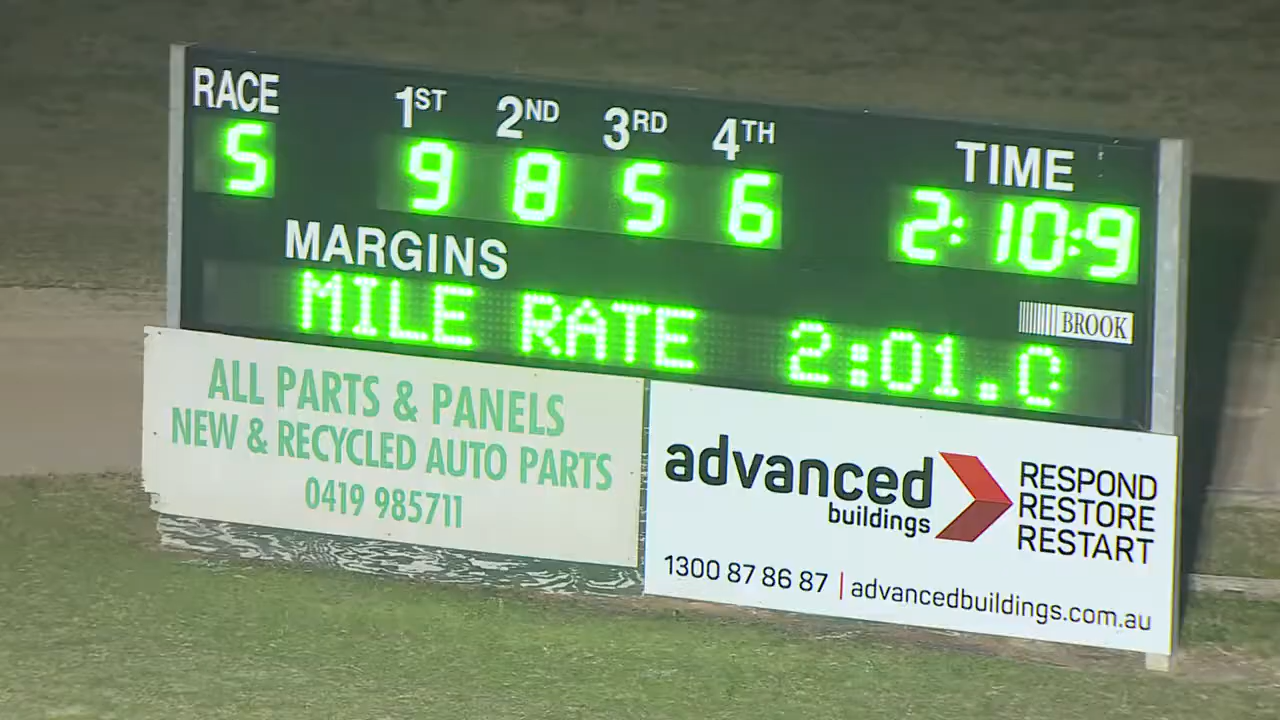 RACE 1ST 2ND 3RD 4TH TIME
5 9 8 5 6 2:10:9
MARGINS
MILE RATE 2:01.0
BROOK
ALL PARTS & PANELS
NEW & RECYCLED AUTO PARTS
0419 985711
advanced
buildings
RESPOND
RESTORE
RESTART
1300 87 86 87 | advancedbuildings.com.au